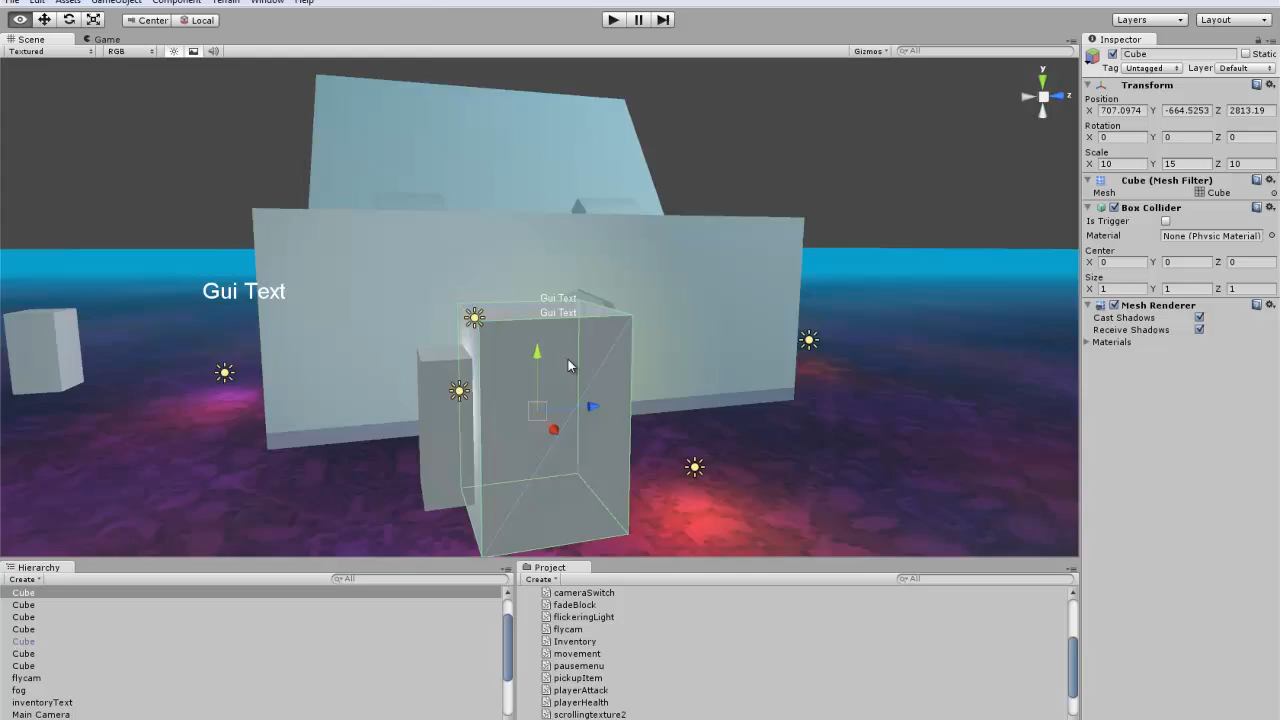 File Edit Assets GameObject Component Terrain Window Help
Center Local Layers Layout
Scene Game Inspector
Textured RGB Gizmos All
Cube Static
Tag Untagged Layer Default
Transform
Position
X 707.0974 Y -664.5253 Z 2813.19
Rotation
X 0 Y 0 Z 0
Scale
X 10 Y 15 Z 10
Cube (Mesh Filter)
Mesh Cube
Box Collider
Is Trigger
Material None (Physic Material)
Center
X 0 Y 0 Z 0
Size
X 1 Y 1 Z 1
Mesh Renderer
Cast Shadows
Receive Shadows
Materials
y
z
Gui Text
Gui Text
Gui Text
Hierarchy
Create All
Cube
Cube
Cube
Cube
Cube
Cube
Cube
flycam
fog
inventoryText
Main Camera
Project
Create All
cameraSwitch
fadeBlock
flickeringLight
flycam
Inventory
movement
pausemenu
pickupItem
playerAttack
playerHealth
scrollingtexture2